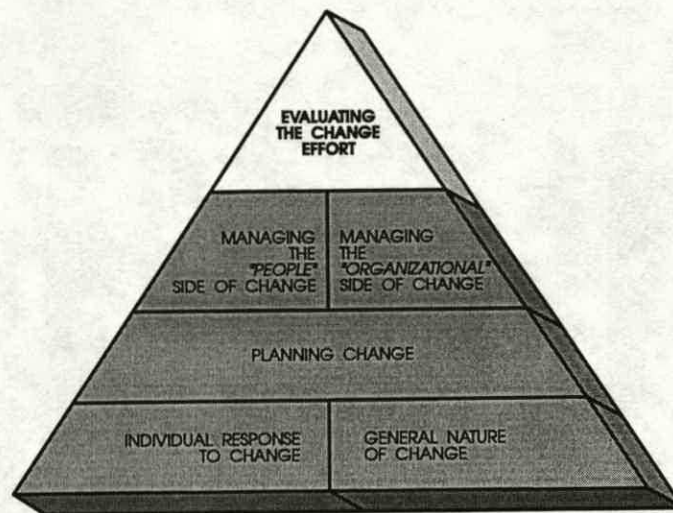 EVALUATING
THE CHANGE
EFFORT
MANAGING
THE
"PEOPLE"
SIDE OF CHANGE
MANAGING
THE
"ORGANIZATIONAL"
SIDE OF CHANGE
PLANNING CHANGE
INDIVIDUAL RESPONSE
TO CHANGE
GENERAL NATURE
OF CHANGE